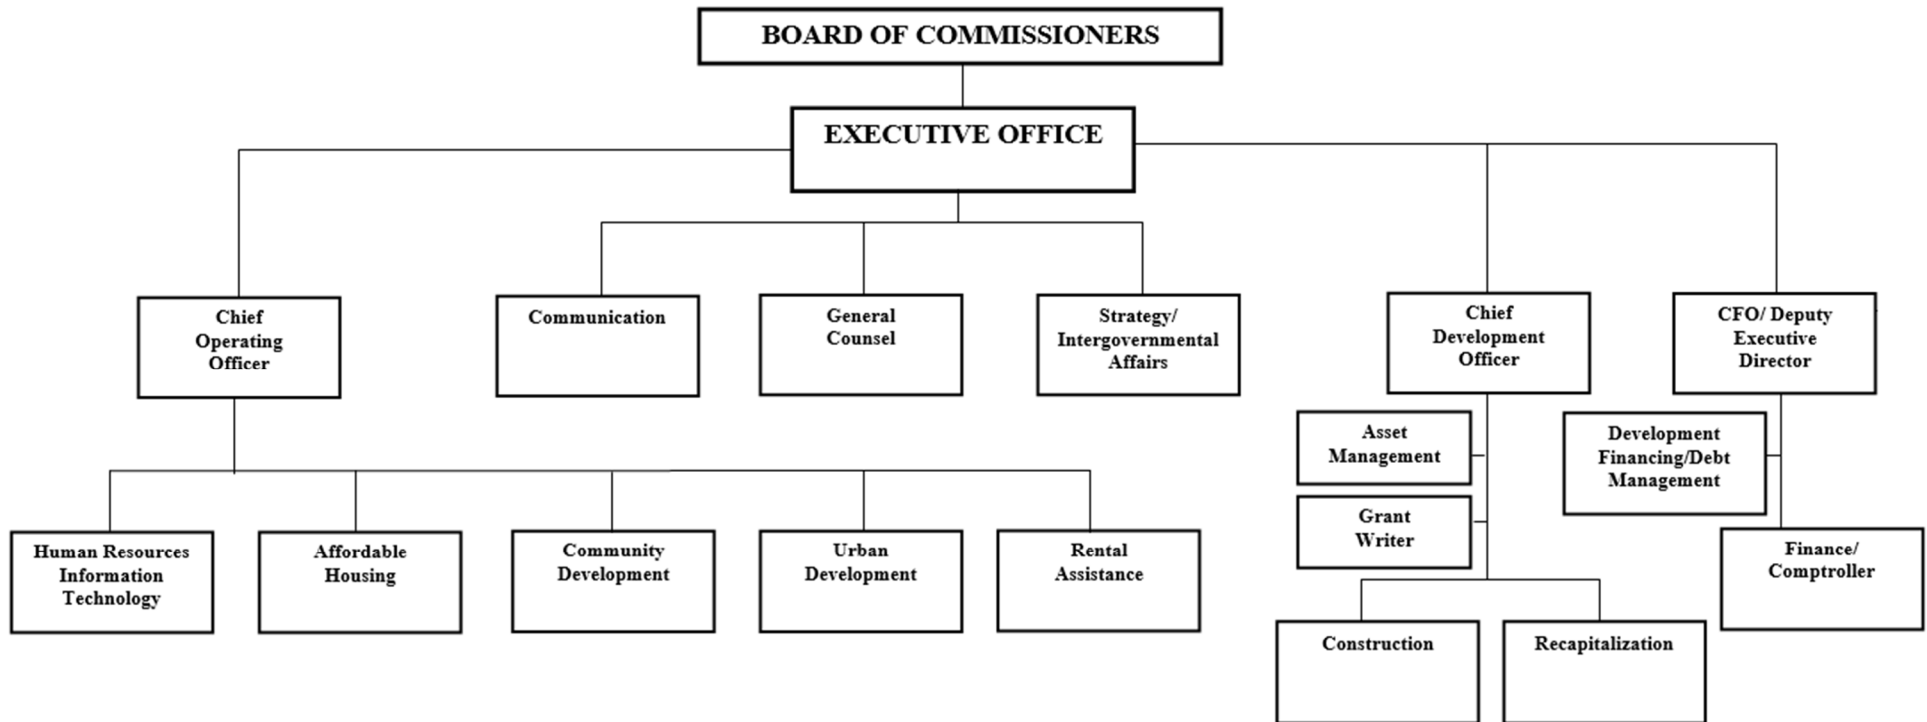 BOARD OF COMMISSIONERS
EXECUTIVE OFFICE
Chief
Operating
Officer
Communication
General
Counsel
Strategy/
Intergovernmental
Affairs
Chief
Development
Officer
CFO/ Deputy
Executive
Director
Asset
Management
Development
Financing/Debt
Management
Grant
Writer
Human Resources
Information
Technology
Affordable
Housing
Community
Development
Urban
Development
Rental
Assistance
Finance/
Comptroller
Construction
Recapitalization